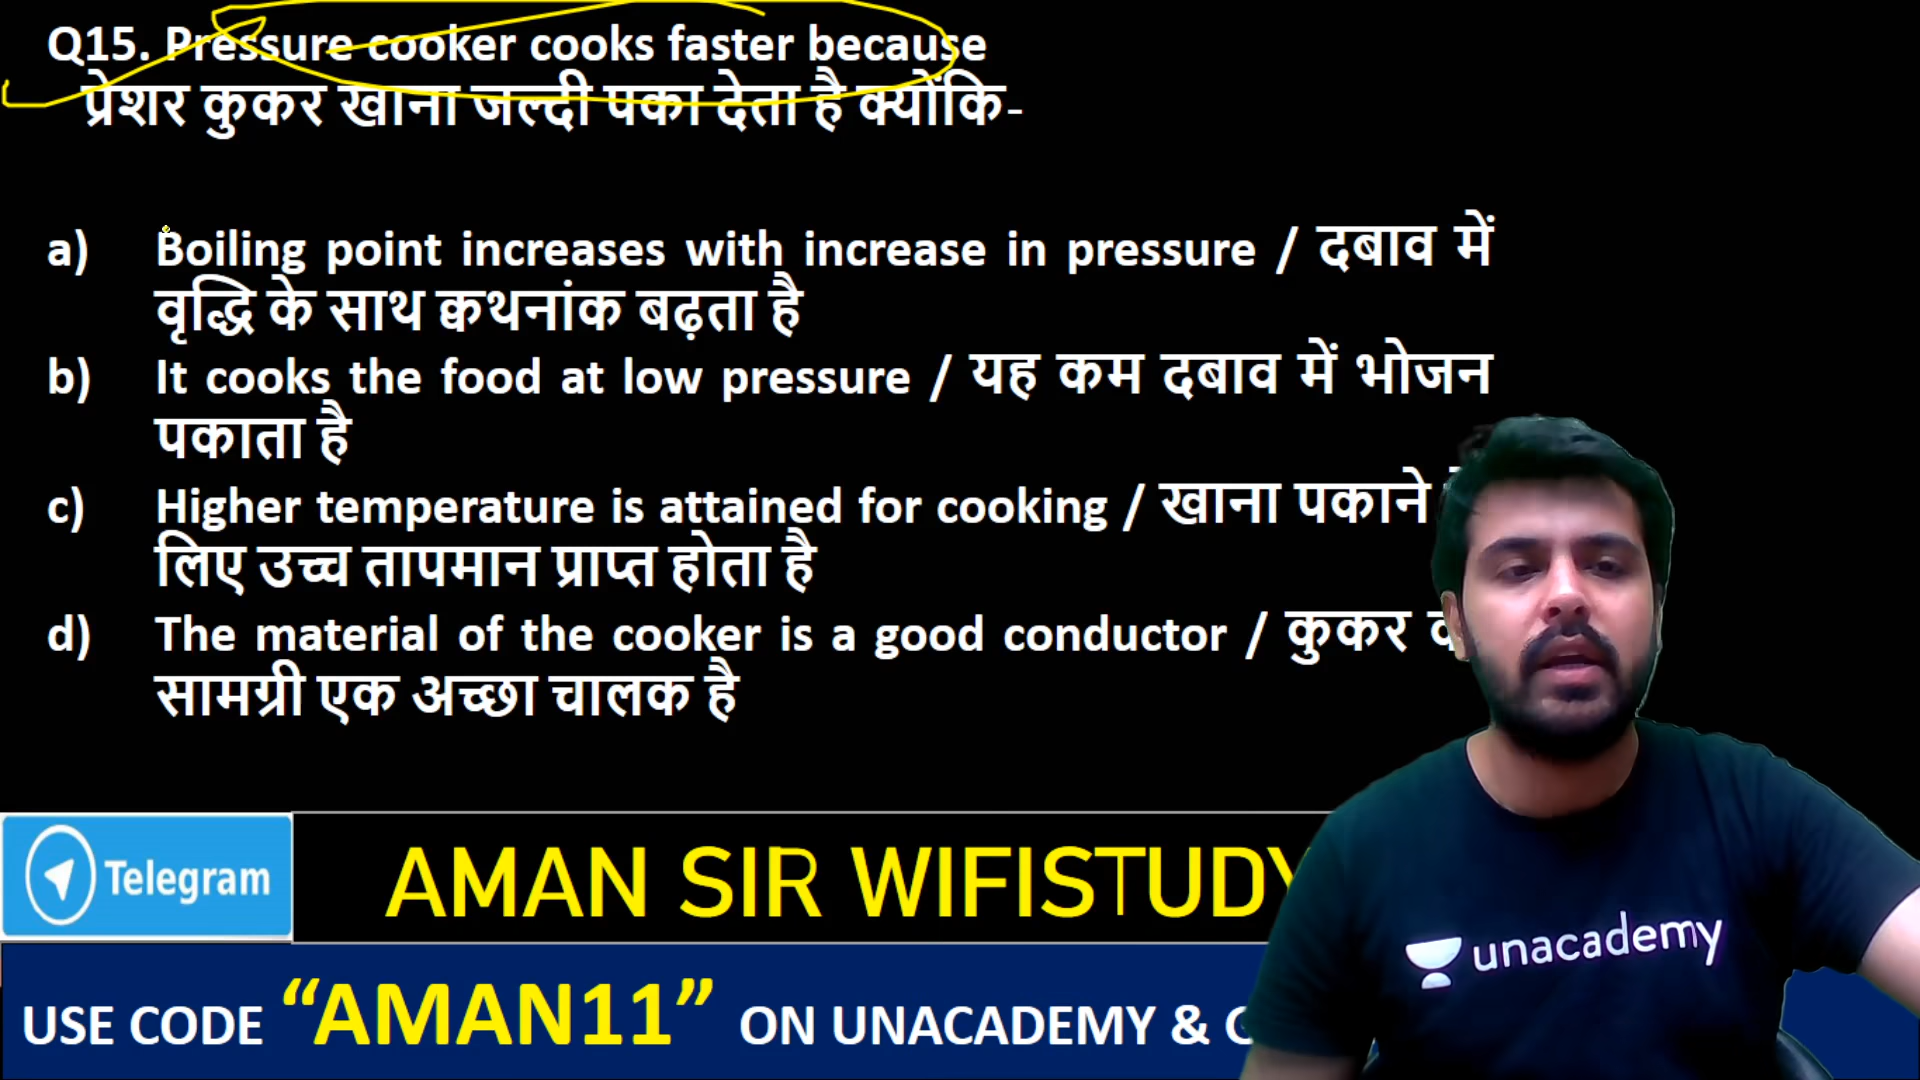 Q15. Pressure cooker cooks faster because
प्रेशर कुकर खाना जल्दी पका देता है क्योंकि-
a) Boiling point increases with increase in pressure / दबाव में
वृद्धि के साथ क्वथनांक बढ़ता है
b) It cooks the food at low pressure / यह कम दबाव में भोजन
पकाता है
c) Higher temperature is attained for cooking / खाना पकाने
लिए उच्च तापमान प्राप्त होता है
d) The material of the cooker is a good conductor / कुकर
सामग्री एक अच्छा चालक है
Telegram
AMAN SIR WIFISTUDY
unacademy
USE CODE “AMAN11” ON UNACADEMY &